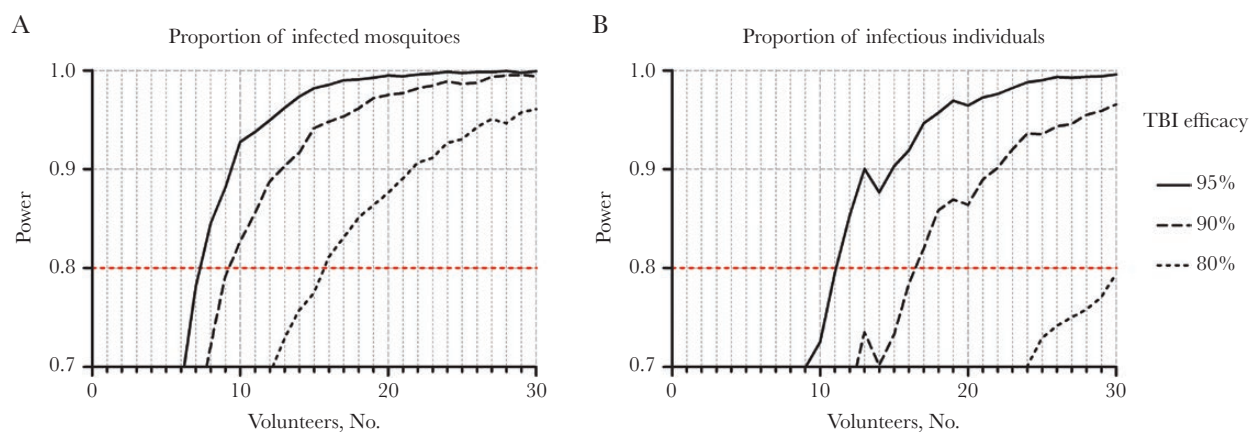 A
Proportion of infected mosquitoes
Power
1.0
0.9
0.8
0.7
0 10 20 30
Volunteers, No.
B
Proportion of infectious individuals
Power
1.0
0.9
0.8
0.7
0 10 20 30
Volunteers, No.
TBI efficacy
95%
90%
80%